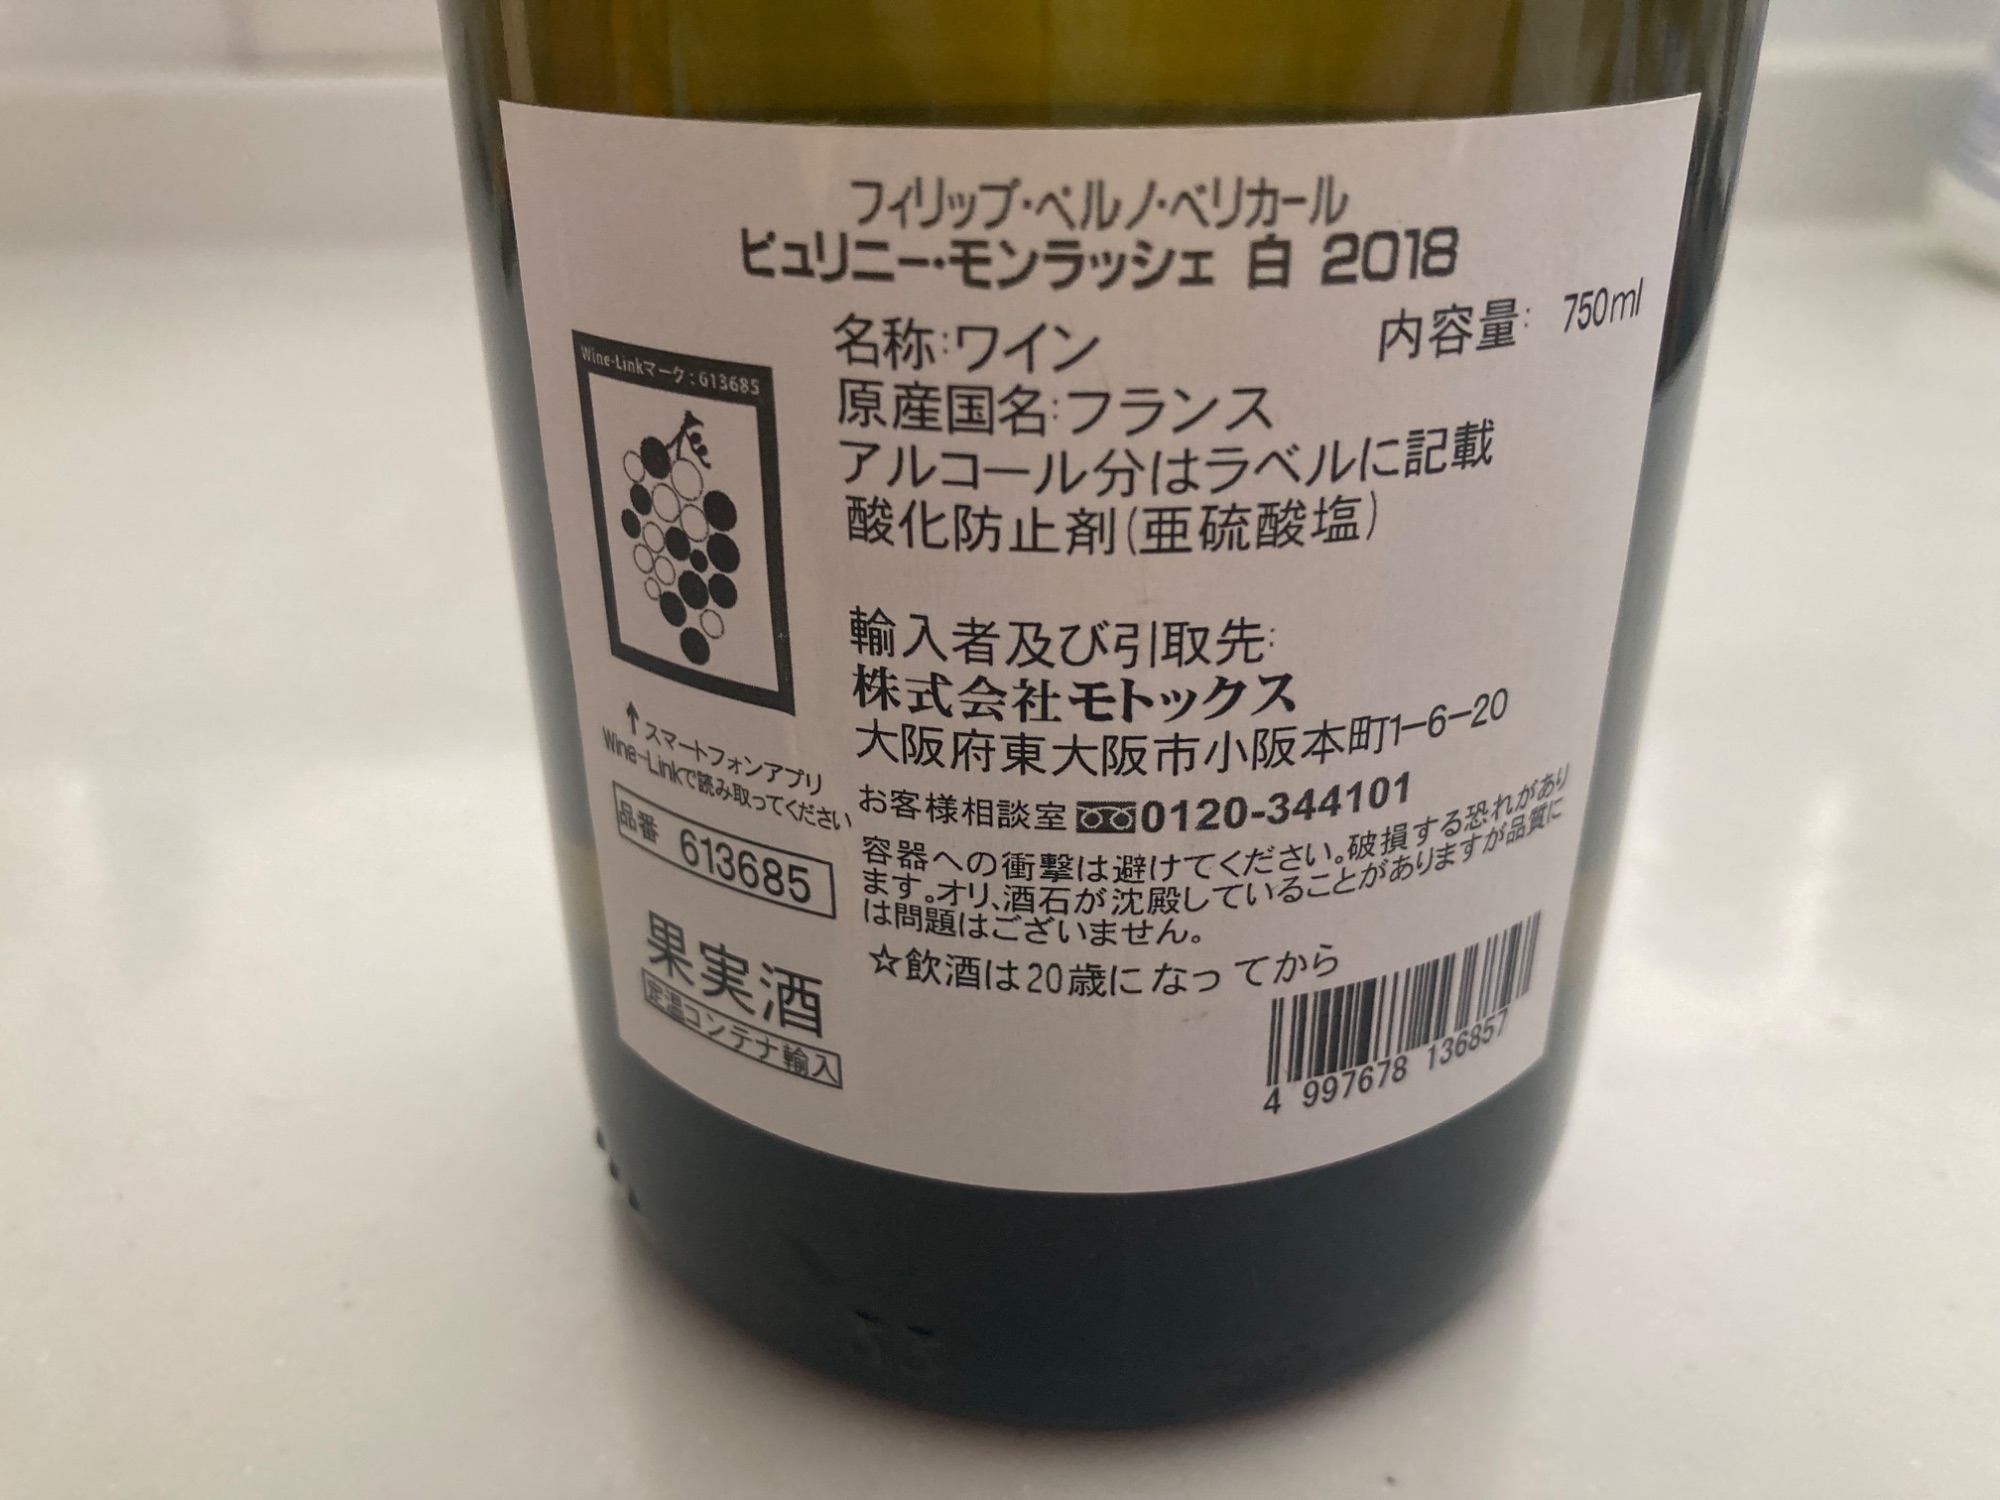 フィリップ・ペルノ・ベリカール
ピュリニー・モンラッシェ 白 2018
名称:ワイン 内容量: 750ml
原産国名:フランス
アルコール分はラベルに記載
酸化防止剤(亜硫酸塩)
輸入者及び引取先:
株式会社モトックス
大阪府東大阪市小阪本町1-6-20
お客様相談室 0120-344101
容器への衝撃は避けてください。破損する恐れがあり
ます。オリ、酒石が沈殿していることがありますが品質に
は問題はございません。
☆飲酒は20歳になってから
Wine-Linkマーク:613685
↑スマートフォンアプリ
Wine-Linkで読み取ってください
品番 613685
果実酒
定温コンテナ輸入
4 997678 136857